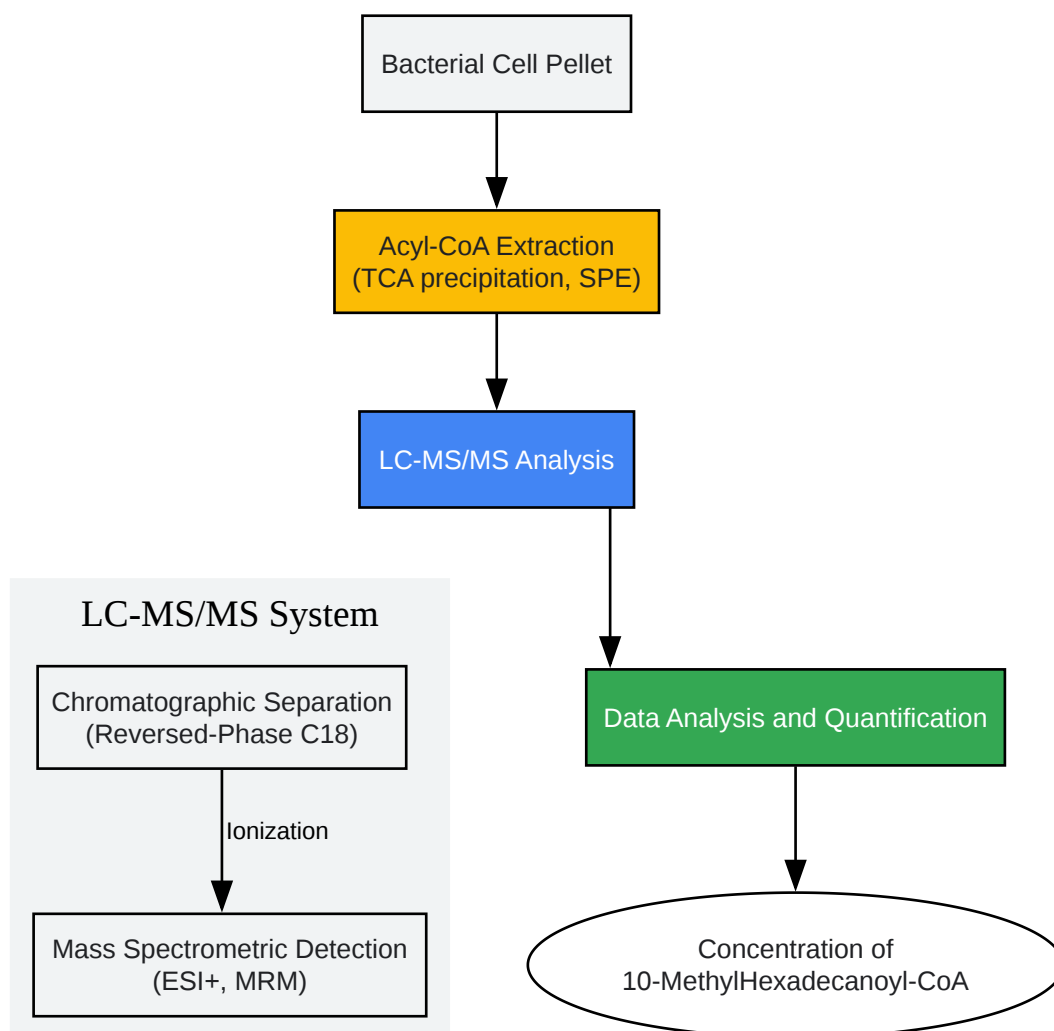 Bacterial Cell Pellet
Acyl-CoA Extraction
(TCA precipitation, SPE)
LC-MS/MS Analysis
LC-MS/MS System
Chromatographic Separation
(Reversed-Phase C18)
Ionization
Mass Spectrometric Detection
(ESI+, MRM)
Data Analysis and Quantification
Concentration of
10-MethylHexadecanoyl-CoA